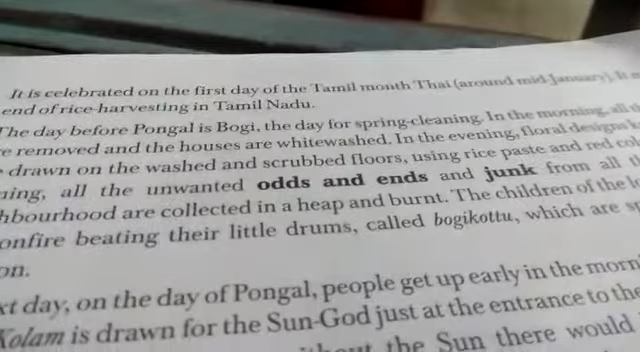 It is celebrated on the first day of the Tamil month Thai (around mid-January). It
end of rice-harvesting in Tamil Nadu.
The day before Pongal is Bogi, the day for spring-cleaning. In the morning, all
removed and the houses are whitewashed. In the evening, floral designs
drawn on the washed and scrubbed floors, using rice paste and red
all the unwanted odds and ends and junk from all
hbourhood are collected in a heap and burnt. The children of the
onfire beating their little drums, called bogikottu, which are
on.
xt day, on the day of Pongal, people get up early in the morn
Kolam is drawn for the Sun-God just at the entrance to the
the Sun there would